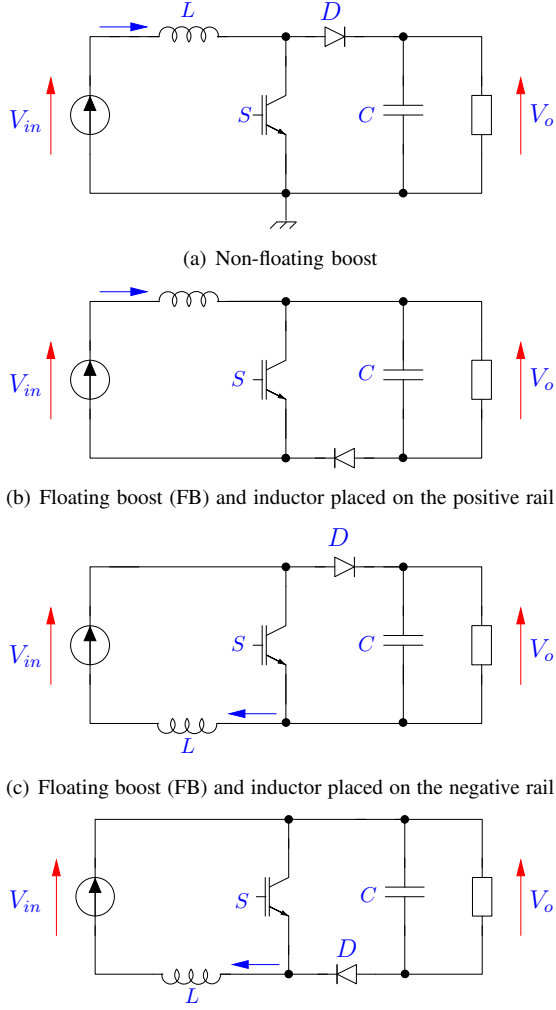 L
D
V_in
S
C
V_o
(a) Non-floating boost
V_in
S
C
V_o
(b) Floating boost (FB) and inductor placed on the positive rail
D
V_in
S
C
V_o
L
(c) Floating boost (FB) and inductor placed on the negative rail
V_in
S
C
V_o
D
L